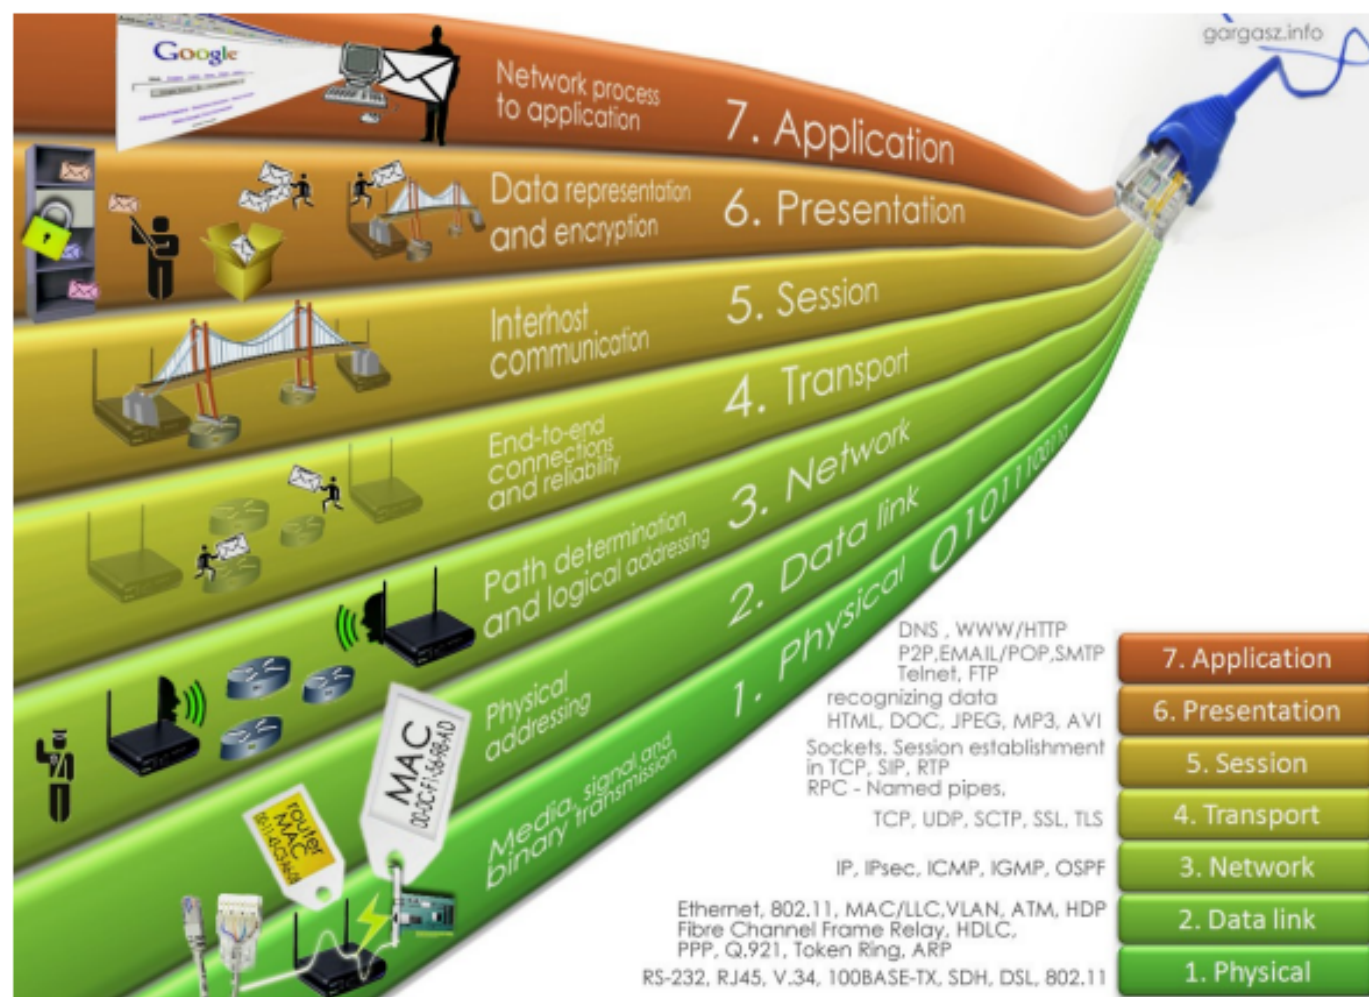 gargasz.info
Google
Network process
to application
7. Application
Data representation
and encryption
6. Presentation
Interhost
communication
5. Session
End-to-end
connections
and reliability
4. Transport
Path determination
and logical addressing
3. Network
Physical
addressing
2. Data link
Media, signal and
binary transmission
1. Physical
MAC
router
MAC
DNS , WWW/HTTP
P2P,EMAIL/POP,SMTP
Telnet, FTP
7. Application
recognizing data
HTML, DOC, JPEG, MP3, AVI
6. Presentation
Sockets, Session establishment
in TCP, SIP, RTP
RPC - Named pipes,
5. Session
TCP, UDP, SCTP, SSL, TLS
4. Transport
IP, IPsec, ICMP, IGMP, OSPF
3. Network
Ethernet, 802.11, MAC/LLC,VLAN, ATM, HDP
Fibre Channel Frame Relay, HDLC,
PPP, Q.921, Token Ring, ARP
2. Data link
RS-232, RJ45, V.34, 100BASE-TX, SDH, DSL, 802.11
1. Physical